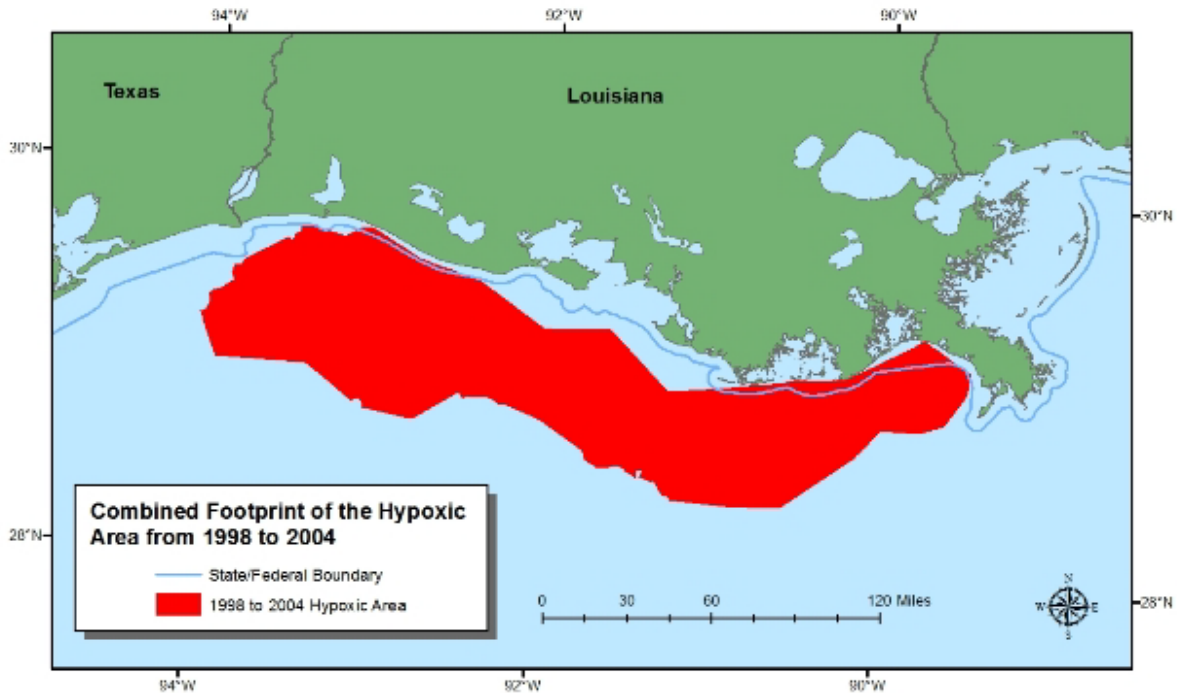 94°W 92°W 90°W
Texas
Louisiana
30°N
30°N
28°N
28°N
Combined Footprint of the Hypoxic
Area from 1998 to 2004
State/Federal Boundary
1998 to 2004 Hypoxic Area
0 30 60 120 Miles
N
W E
S
94°W 92°W 90°W